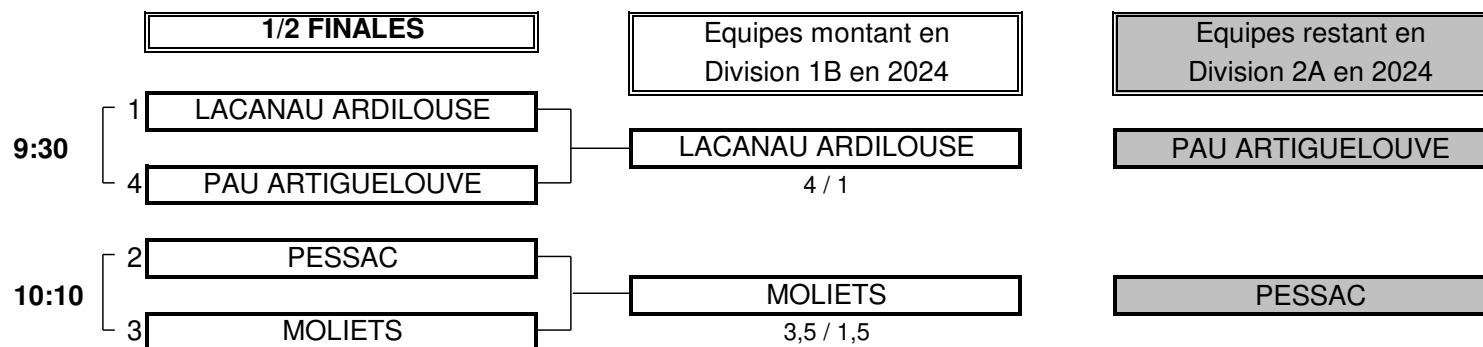 1/2 FINALES
Equipes montant en
Division 1B en 2024
Equipes restant en
Division 2A en 2024
1 LACANAU ARDILOUSE
9:30
LACANAU ARDILOUSE
PAU ARTIGUELOUVE
4 PAU ARTIGUELOUVE
4 / 1
2 PESSAC
10:10
MOLIETS
PESSAC
3 MOLIETS
3,5 / 1,5